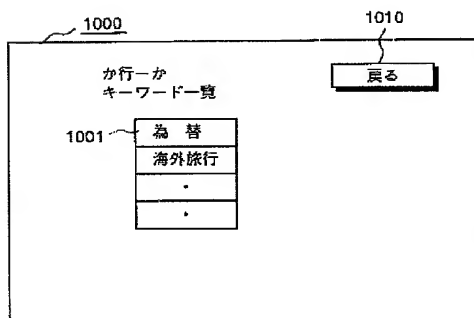 1000
1010
戻る
か行ーか
キーワード一覧
1001
為 替
海外旅行
・
・